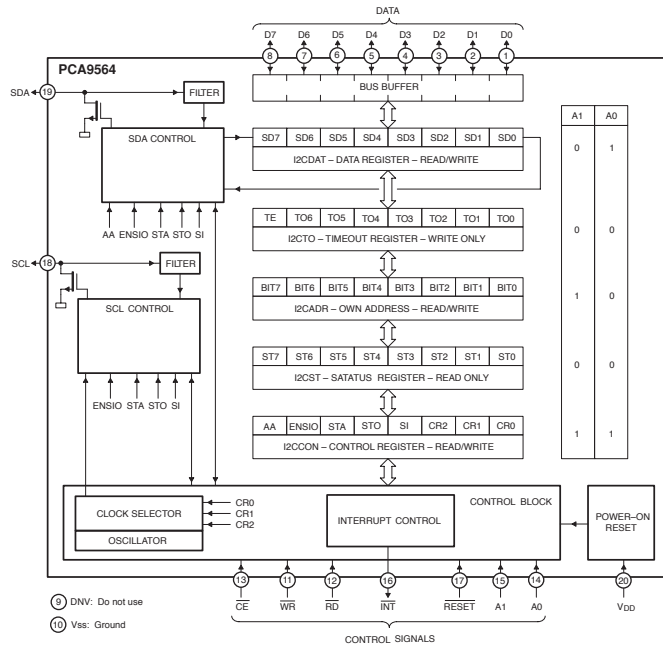 DATA
D7 D6 D5 D4 D3 D2 D1 D0
8 7 6 5 4 3 2 1
PCA9564
BUS BUFFER
SDA 19
FILTER
SDA CONTROL
AA ENSIO STA STO SI
SD7 SD6 SD5 SD4 SD3 SD2 SD1 SD0
I2CDAT – DATA REGISTER – READ/WRITE
TE TO6 TO5 TO4 TO3 TO2 TO1 TO0
I2CTO – TIMEOUT REGISTER – WRITE ONLY
SCL 18
FILTER
SCL CONTROL
ENSIO STA STO SI
BIT7 BIT6 BIT5 BIT4 BIT3 BIT2 BIT1 BIT0
I2CADR – OWN ADDRESS – READ/WRITE
ST7 ST6 ST5 ST4 ST3 ST2 ST1 ST0
I2CST – SATATUS REGISTER – READ ONLY
AA ENSIO STA STO SI CR2 CR1 CR0
I2CCON – CONTROL REGISTER – READ/WRITE
A1 A0
0 1
0 0
1 0
0 0
1 1
CLOCK SELECTOR
OSCILLATOR
CR0
CR1
CR2
INTERRUPT CONTROL
CONTROL BLOCK
POWER–ON
RESET
13 11 12 16 17 15 14 20
CE WR RD INT RESET A1 A0 VDD
9 DNV: Do not use
10 Vss: Ground
CONTROL SIGNALS